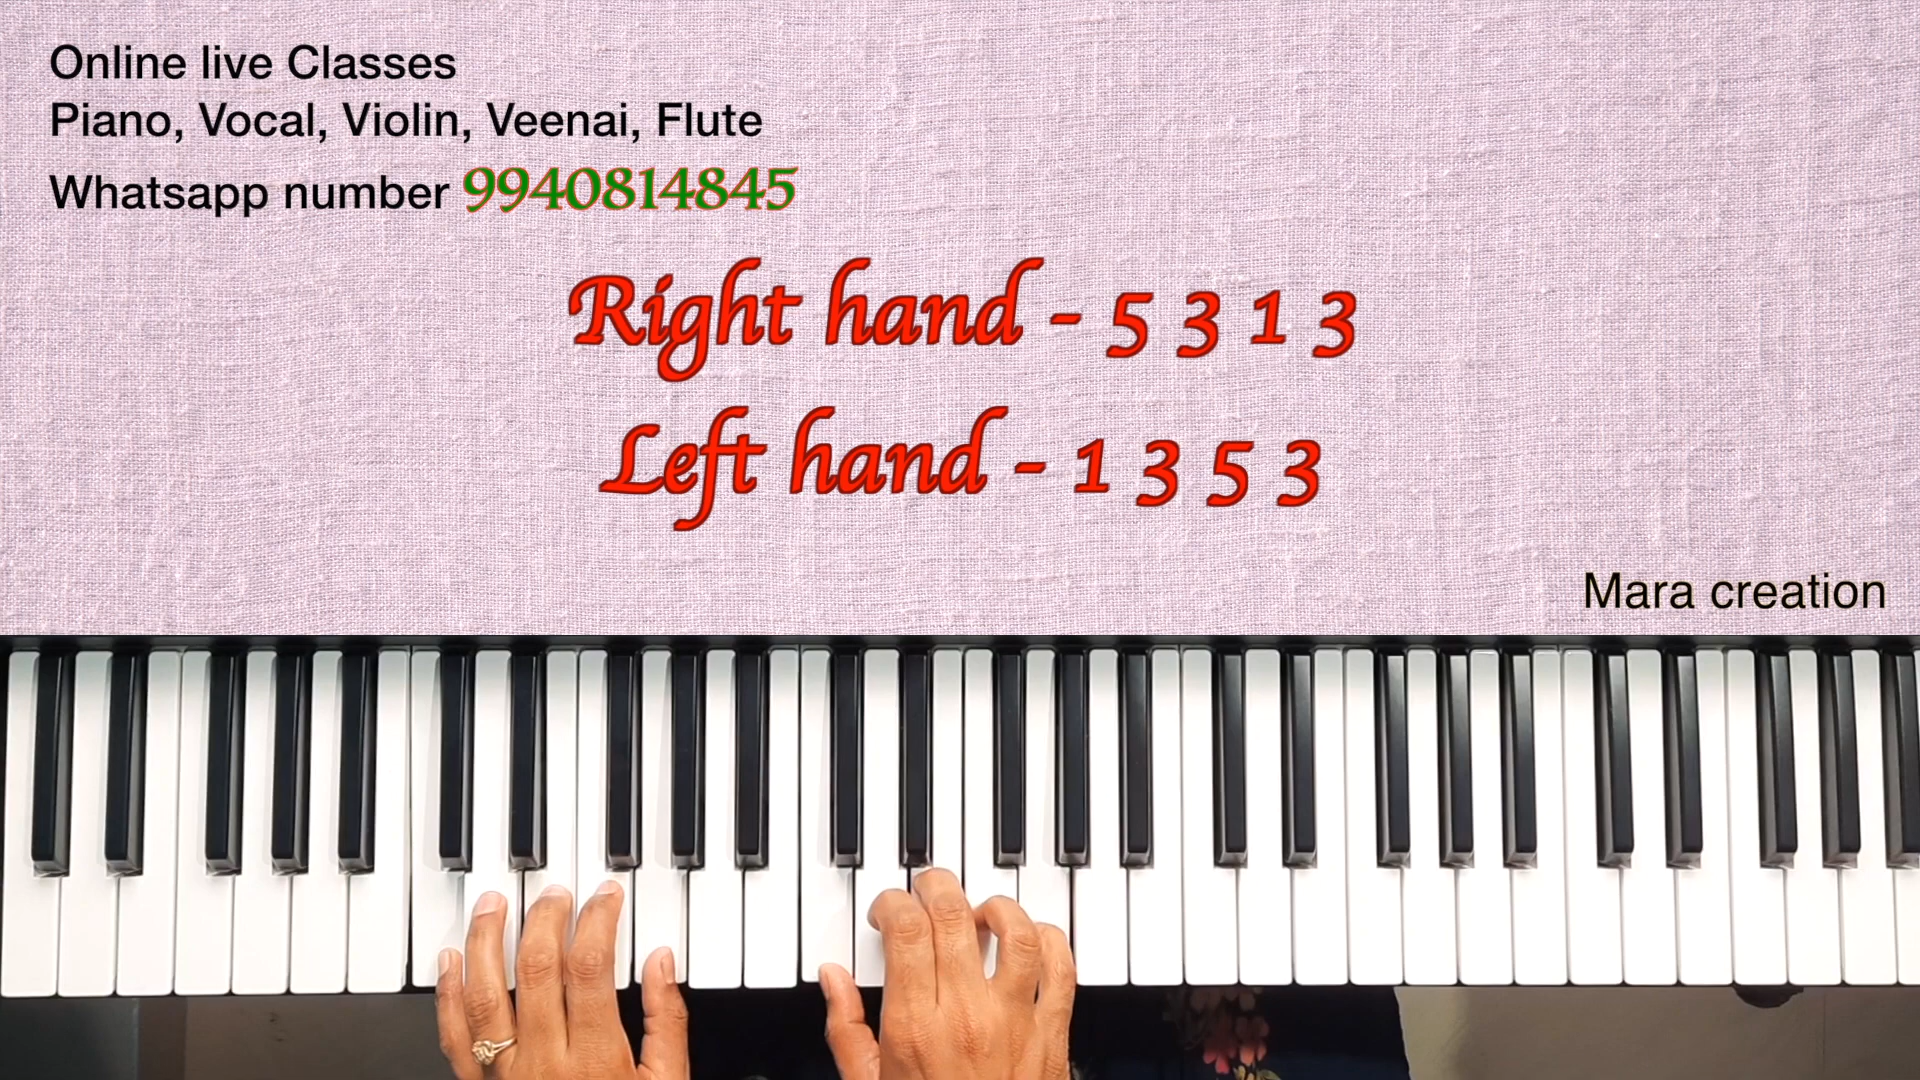 Online live Classes
Piano, Vocal, Violin, Veenai, Flute
Whatsapp number 9940814845
Right hand - 5 3 1 3
Left hand - 1 3 5 3
Mara creation